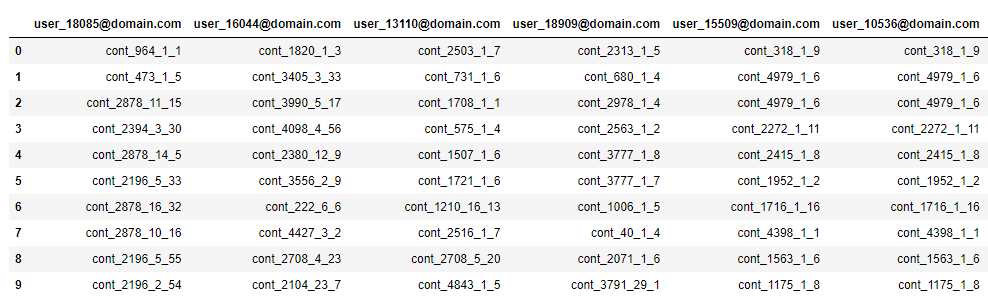 user_18085@domain.com user_16044@domain.com user_13110@domain.com user_18909@domain.com user_15509@domain.com user_10536@domain.com
0 cont_964_1_1 cont_1820_1_3 cont_2503_1_7 cont_2313_1_5 cont_318_1_9 cont_318_1_9
1 cont_473_1_5 cont_3405_3_33 cont_731_1_6 cont_680_1_4 cont_4979_1_6 cont_4979_1_6
2 cont_2878_11_15 cont_3990_5_17 cont_1708_1_1 cont_2978_1_4 cont_4979_1_6 cont_4979_1_6
3 cont_2394_3_30 cont_4098_4_56 cont_575_1_4 cont_2563_1_2 cont_2272_1_11 cont_2272_1_11
4 cont_2878_14_5 cont_2380_12_9 cont_1507_1_6 cont_3777_1_8 cont_2415_1_8 cont_2415_1_8
5 cont_2196_5_33 cont_3556_2_9 cont_1721_1_6 cont_3777_1_7 cont_1952_1_2 cont_1952_1_2
6 cont_2878_16_32 cont_222_6_6 cont_1210_16_13 cont_1006_1_5 cont_1716_1_16 cont_1716_1_16
7 cont_2878_10_16 cont_4427_3_2 cont_2516_1_7 cont_40_1_4 cont_4398_1_1 cont_4398_1_1
8 cont_2196_5_55 cont_2708_4_23 cont_2708_5_20 cont_2071_1_6 cont_1563_1_6 cont_1563_1_6
9 cont_2196_2_54 cont_2104_23_7 cont_4843_1_5 cont_3791_29_1 cont_1175_1_8 cont_1175_1_8